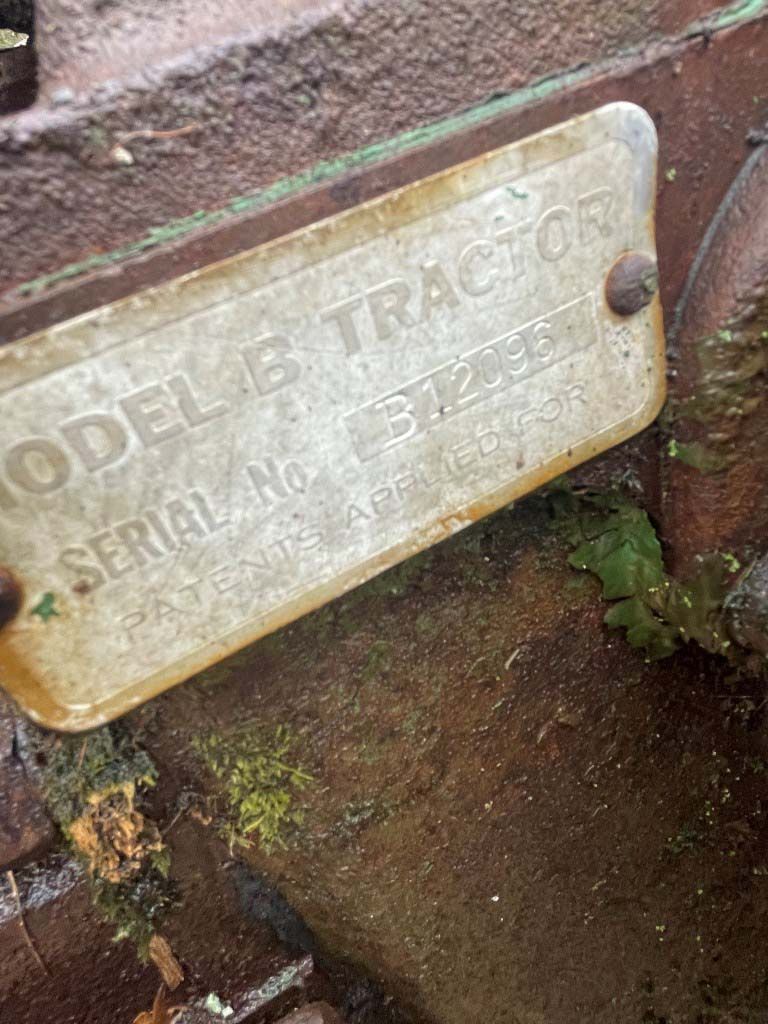 MODEL B TRACTOR
SERIAL No B12096
PATENTS APPLIED FOR